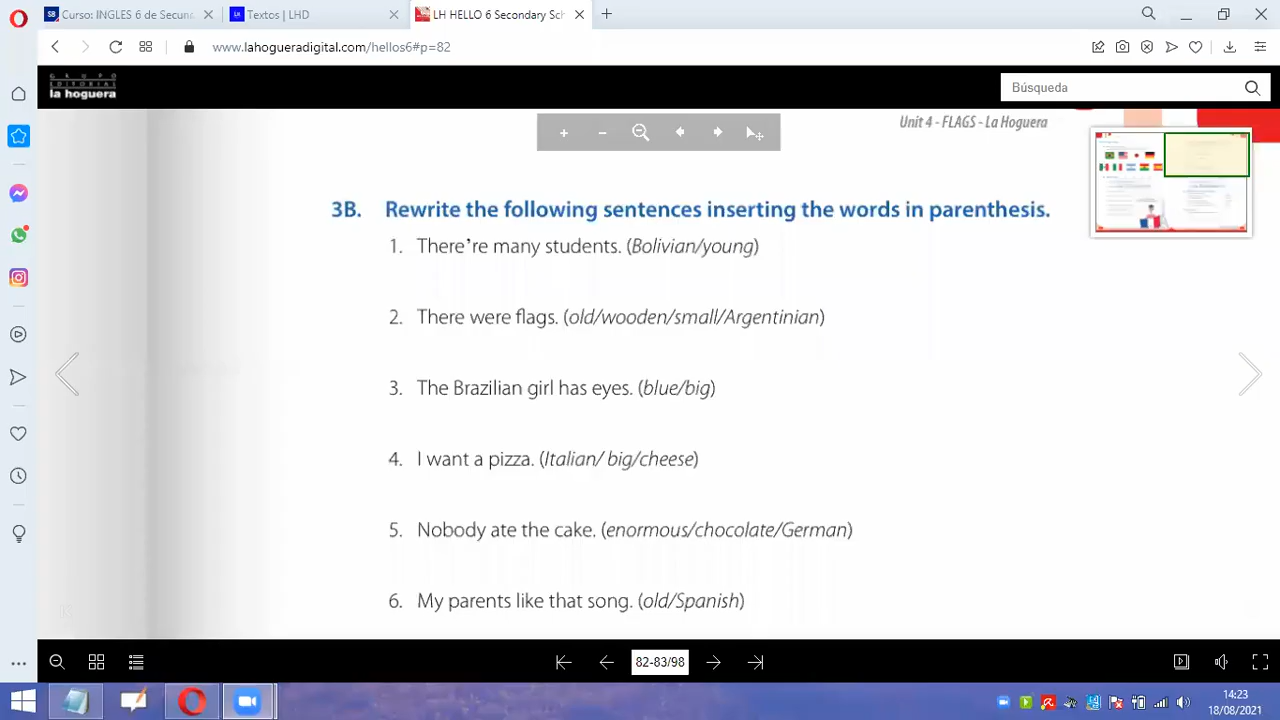 Curso: INGLES 6 de Secun
Textos | LHD
LH HELLO 6 Secondary Sch
www.lahogueradigital.com/hellos6#p=82
GRUPO
EDITORIAL
la hoguera
Búsqueda
Unit 4 - FLAGS - La Hoguera
3B. Rewrite the following sentences inserting the words in parenthesis.
1. There're many students. (Bolivian/young)
2. There were flags. (old/wooden/small/Argentinian)
3. The Brazilian girl has eyes. (blue/big)
4. I want a pizza. (Italian/ big/cheese)
5. Nobody ate the cake. (enormous/chocolate/German)
6. My parents like that song. (old/Spanish)
82-83/98
14:23
18/08/2021